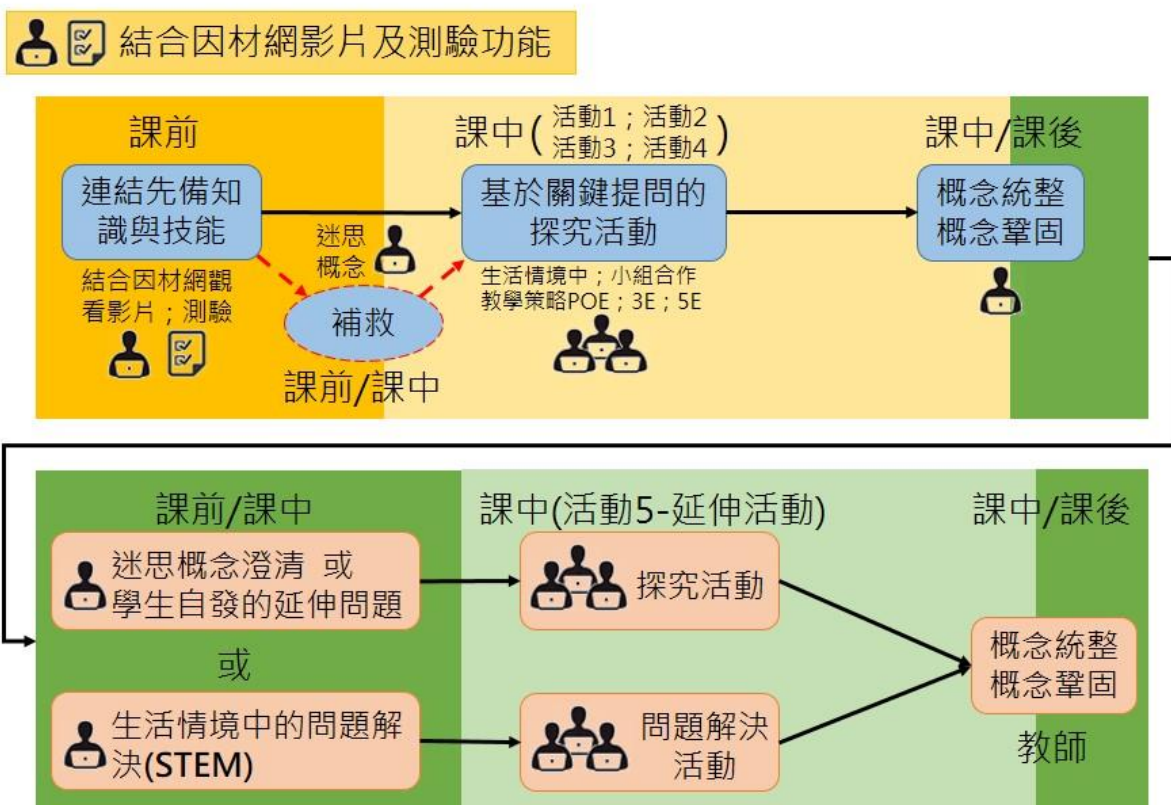 結合因材網影片及測驗功能
課前
連結先備知
識與技能
結合因材網觀
看影片；測驗
迷思
概念
補救
課前/課中
課中(活動1；活動2
活動3；活動4)
基於關鍵提問的
探究活動
生活情境中；小組合作
教學策略POE；3E；5E
課中/課後
概念統整
概念鞏固
課前/課中
迷思概念澄清 或
學生自發的延伸問題
或
生活情境中的問題解
決(STEM)
課中(活動5-延伸活動)
探究活動
問題解決
活動
課中/課後
概念統整
概念鞏固
教師